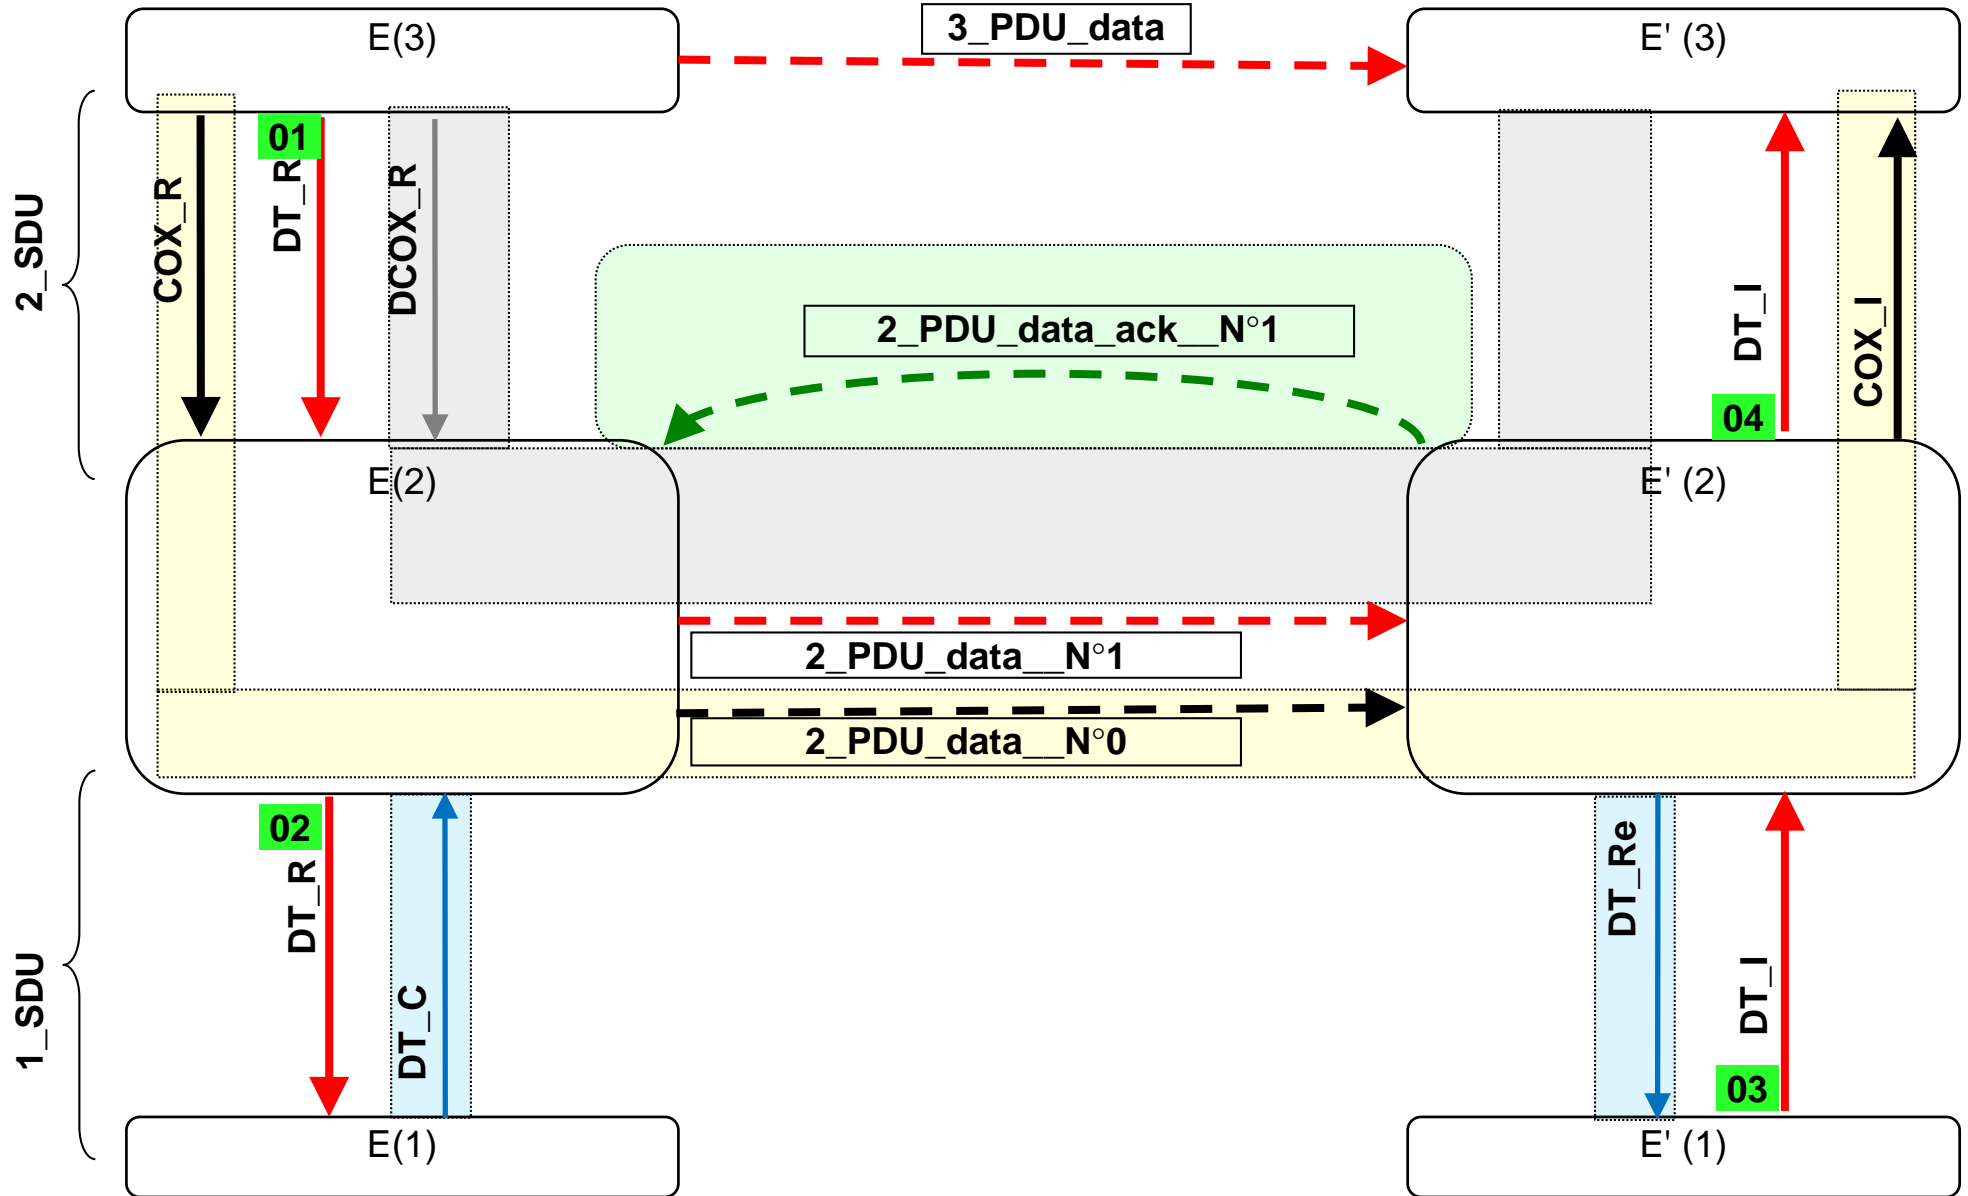 E(3)
3_PDU_data
E' (3)
01
COX_R
DT_R
DCOX_R
2_SDU
2_PDU_data_ack__N°1
DT_I
COX_I
04
E(2)
E' (2)
2_PDU_data__N°1
2_PDU_data__N°0
02
DT_R
DT_C
1_SDU
DT_Re
DT_I
03
E(1)
E' (1)